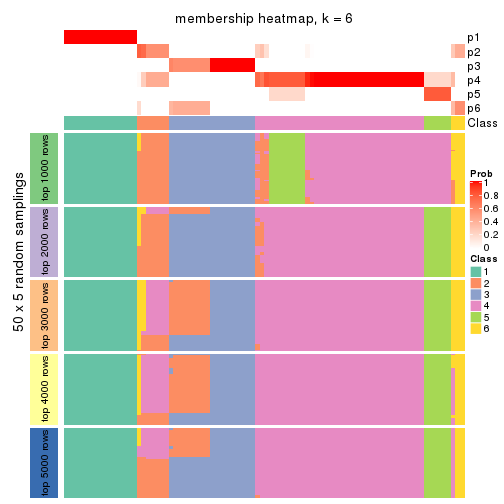 membership heatmap, k = 6
p1
p2
p3
p4
p5
p6
Class
50 x 5 random samplings
top 1000 rows
top 2000 rows
top 3000 rows
top 4000 rows
top 5000 rows
Prob
1
0.8
0.6
0.4
0.2
0
Class
1
2
3
4
5
6